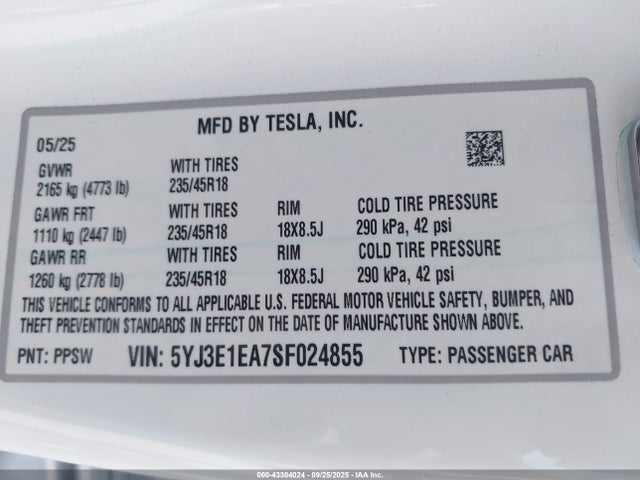 MFD BY TESLA, INC.
05/25
GVWR WITH TIRES
2165 kg (4773 lb) 235/45R18
GAWR FRT WITH TIRES RIM COLD TIRE PRESSURE
1110 kg (2447 lb) 235/45R18 18X8.5J 290 kPa, 42 psi
GAWR RR WITH TIRES RIM COLD TIRE PRESSURE
1260 kg (2778 lb) 235/45R18 18X8.5J 290 kPa, 42 psi
THIS VEHICLE CONFORMS TO ALL APPLICABLE U.S. FEDERAL MOTOR VEHICLE SAFETY, BUMPER, AND
THEFT PREVENTION STANDARDS IN EFFECT ON THE DATE OF MANUFACTURE SHOWN ABOVE.
PNT: PPSW VIN: 5YJ3E1EA7SF024855 TYPE: PASSENGER CAR
000-43304024 - 09/25/2025 - IAA Inc.